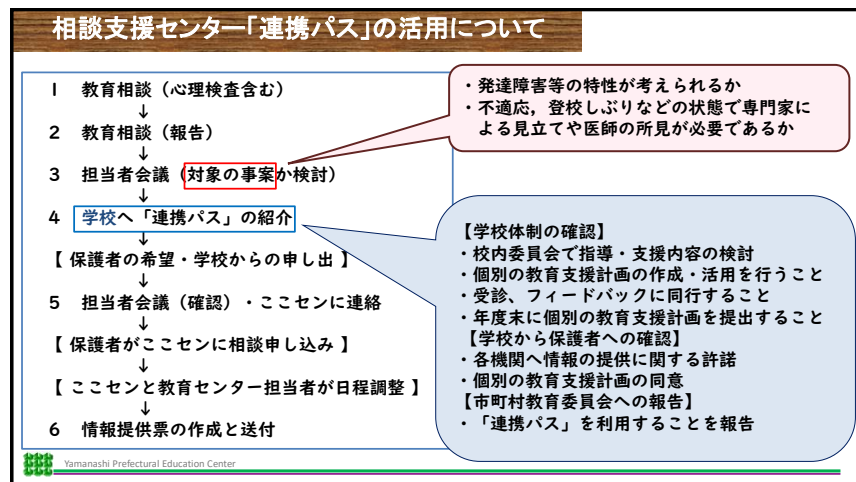 相談支援センター「連携パス」の活用について
1 教育相談（心理検査含む）
↓
2 教育相談（報告）
↓
3 担当者会議（対象の事案か検討）
↓
4 学校へ「連携パス」の紹介
↓
【 保護者の希望・学校からの申し出 】
↓
5 担当者会議（確認）・ここセンに連絡
↓
【 保護者がここセンに相談申し込み 】
↓
【 ここセンと教育センター担当者が日程調整 】
↓
6 情報提供票の作成と送付
・発達障害等の特性が考えられるか
・不適応，登校しぶりなどの状態で専門家に
よる見立てや医師の所見が必要であるか
【学校体制の確認】
・校内委員会で指導・支援内容の検討
・個別の教育支援計画の作成・活用を行うこと
・受診、フィードバックに同行すること
・年度末に個別の教育支援計画を提出すること
【学校から保護者への確認】
・各機関へ情報の提供に関する許諾
・個別の教育支援計画の同意
【市町村教育委員会への報告】
・「連携パス」を利用することを報告
Yamanashi Prefectural Education Center